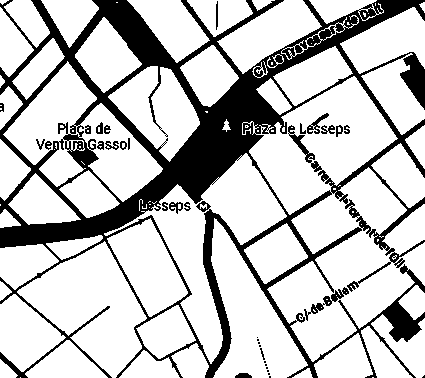 C/ de Travessera de Dalt
a
Plaça de
Ventura Gassol
Plaza de Lesseps
Lesseps
Carrer del Torrent de l'Olla
C/ de Betlem